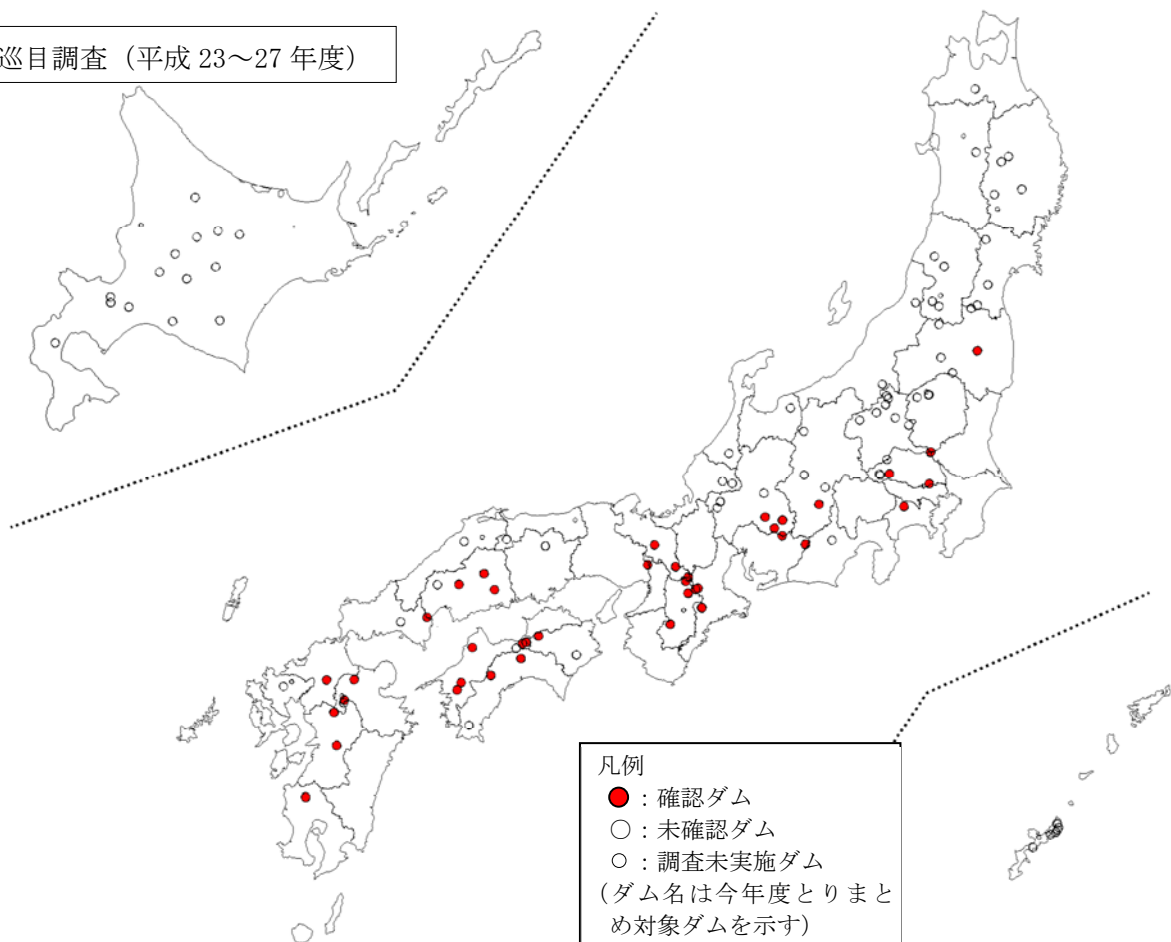 巡目調査（平成 23～27 年度）
凡例
：確認ダム
：未確認ダム
：調査未実施ダム
（ダム名は今年度とりまと
め対象ダムを示す）